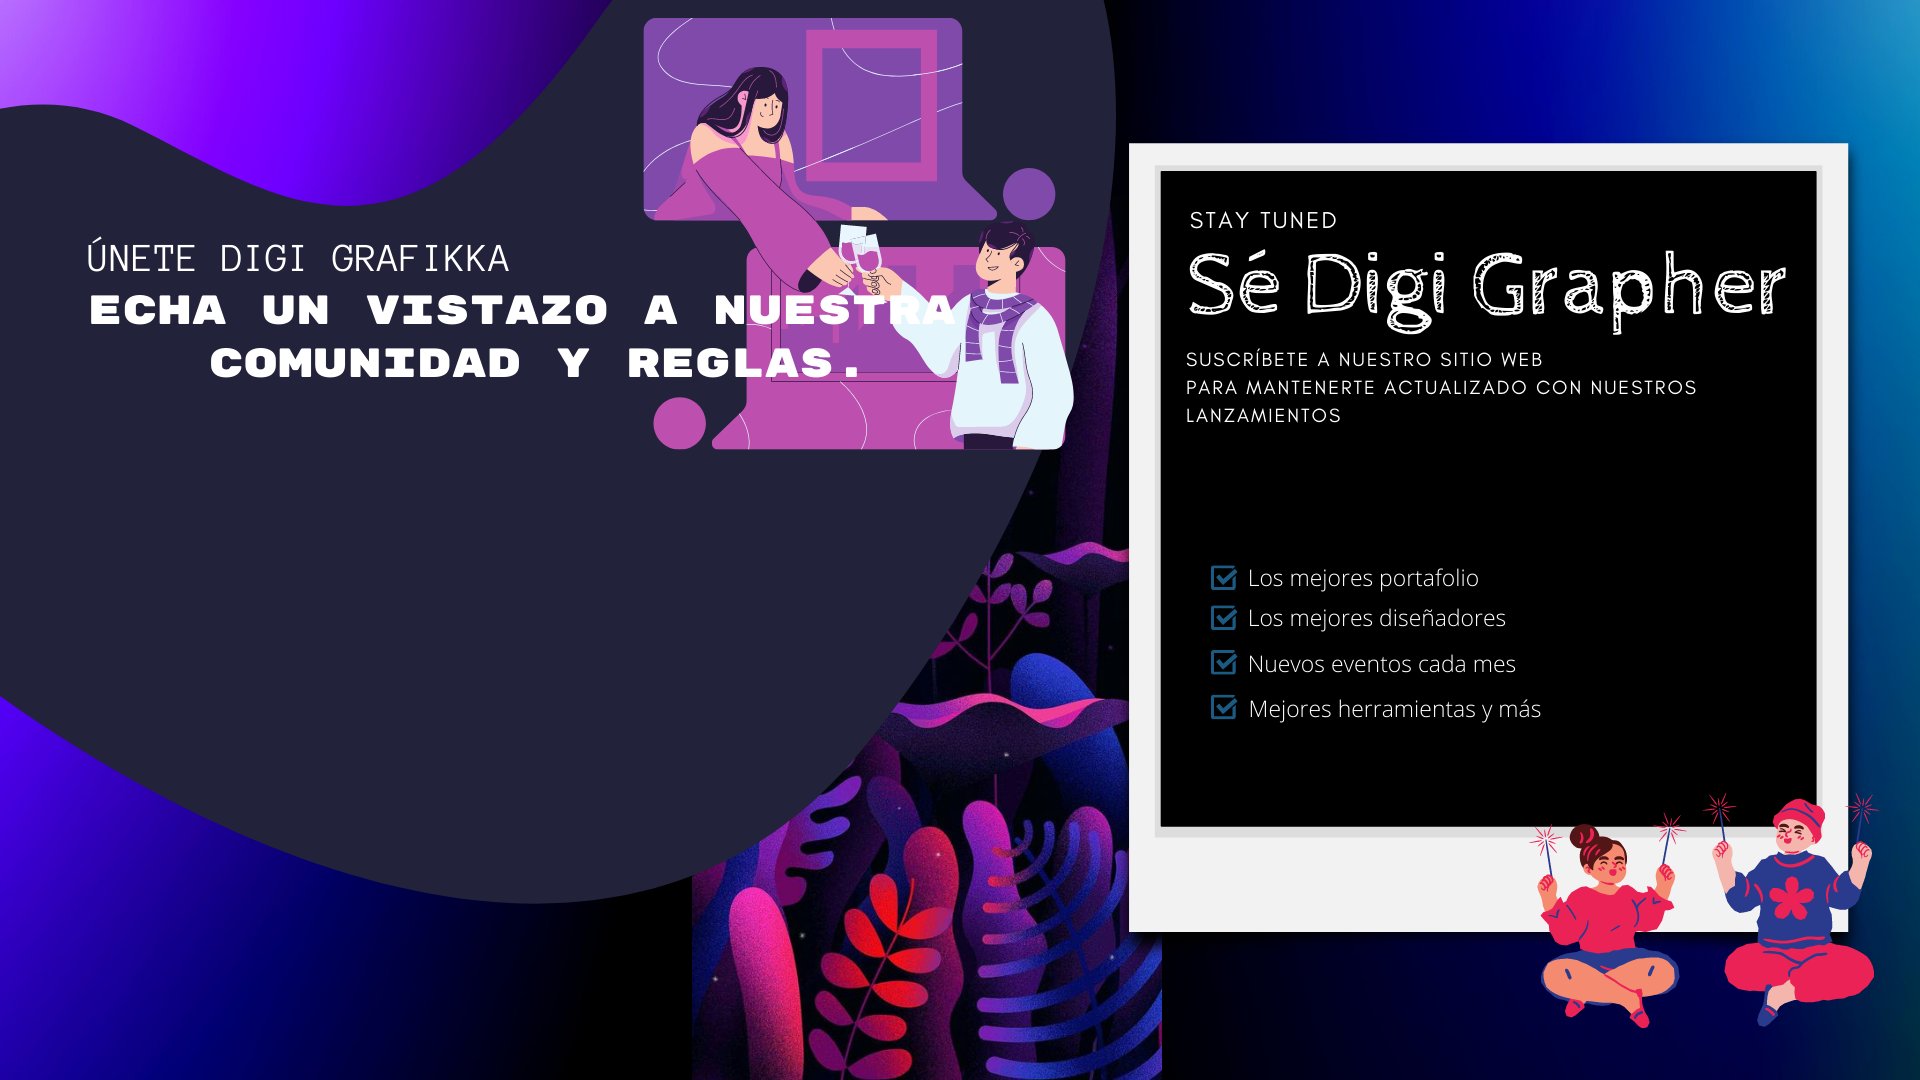 ÚNETE DIGI GRAFIKKA
ECHA UN VISTAZO A NUESTRA
COMUNIDAD Y REGLAS.
STAY TUNED
Sé Digi Grapher
SUSCRÍBETE A NUESTRO SITIO WEB
PARA MANTENERTE ACTUALIZADO CON NUESTROS
LANZAMIENTOS
Los mejores portafolio
Los mejores diseñadores
Nuevos eventos cada mes
Mejores herramientas y más